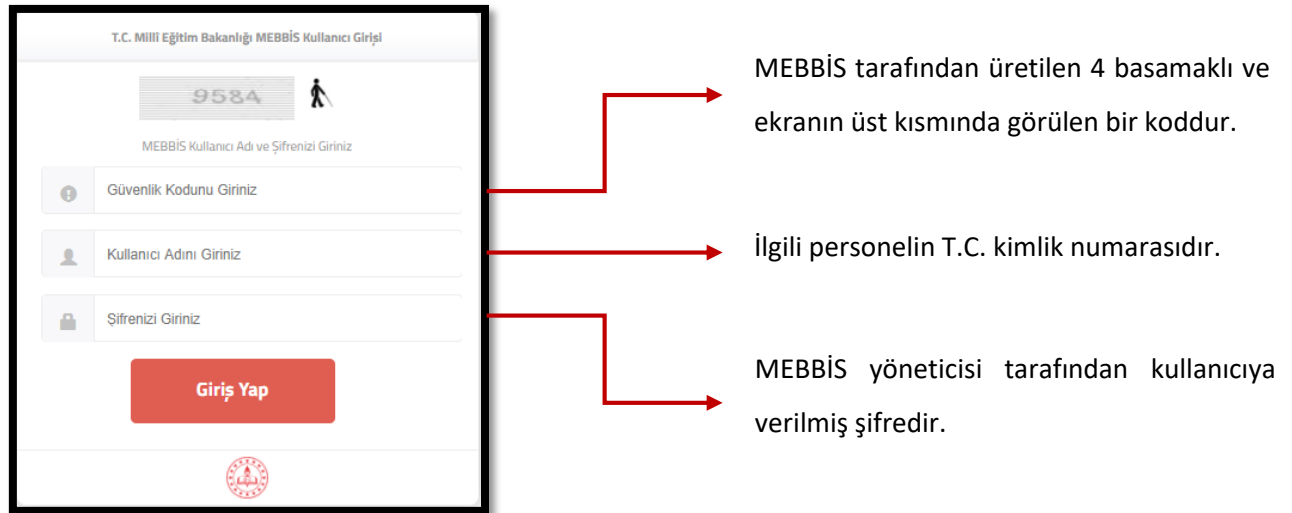 T.C. Millî Eğitim Bakanlığı MEBBİS Kullanıcı Girişi
9584
MEBBİS Kullanıcı Adı ve Şifrenizi Giriniz
Güvenlik Kodunu Giriniz
Kullanıcı Adını Giriniz
Şifrenizi Giriniz
Giriş Yap
MEBBİS tarafından üretilen 4 basamaklı ve
ekranın üst kısmında görülen bir koddur.
İlgili personelin T.C. kimlik numarasıdır.
MEBBİS yöneticisi tarafından kullanıcıya
verilmiş şifredir.